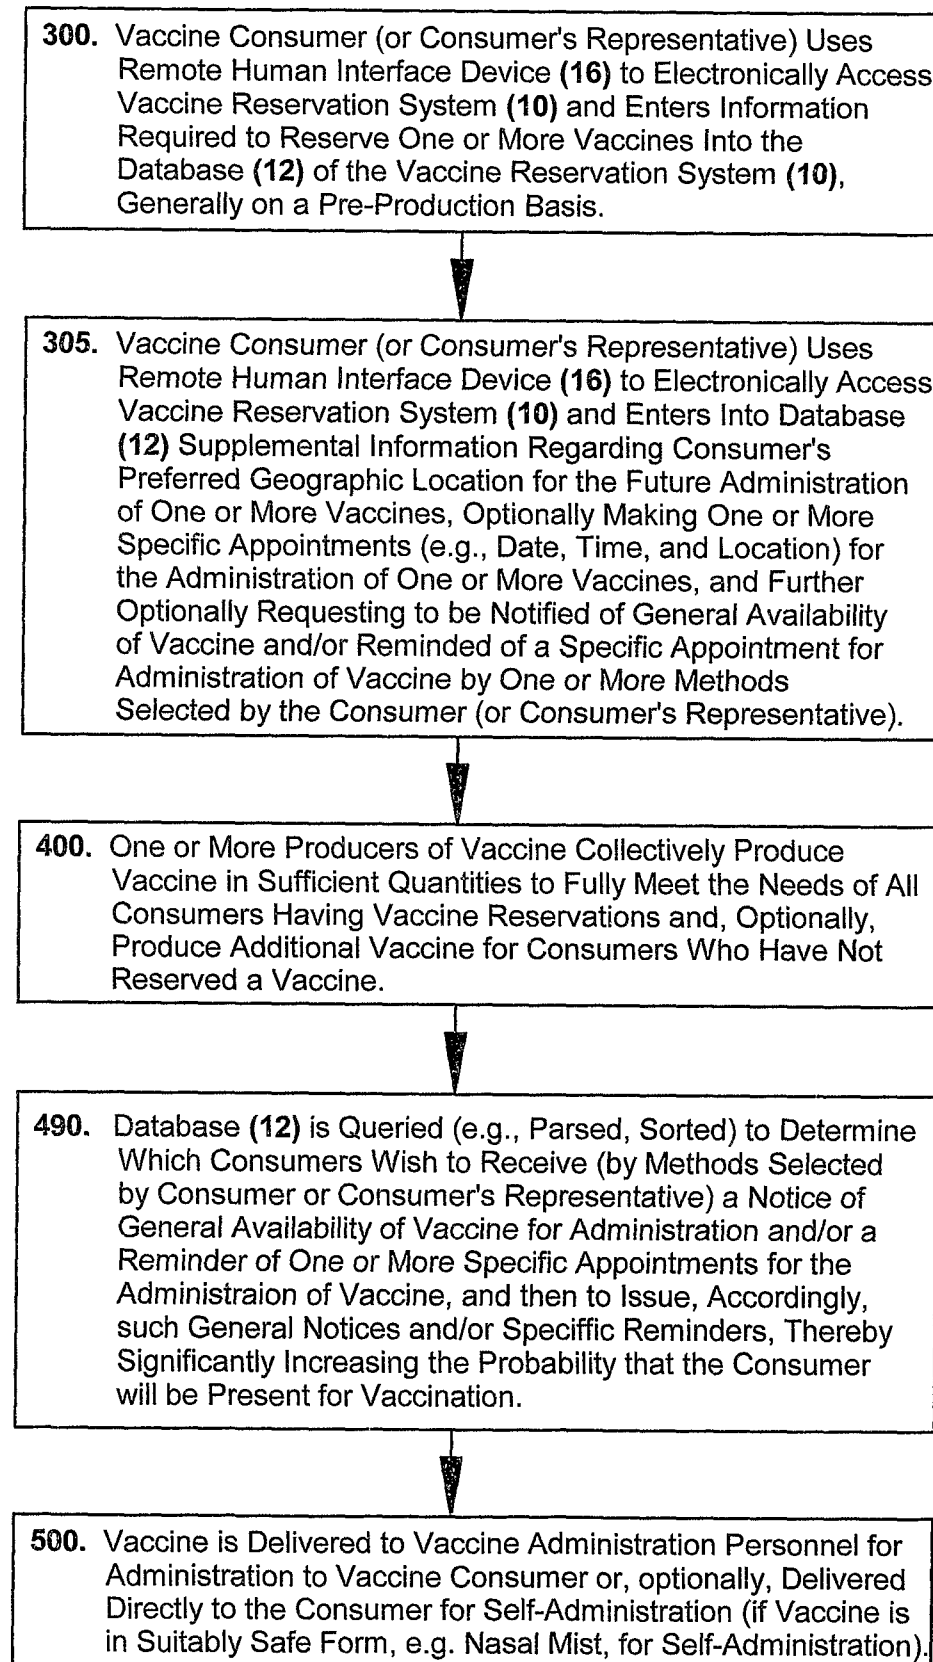 300. Vaccine Consumer (or Consumer's Representative) Uses
Remote Human Interface Device (16) to Electronically Access
Vaccine Reservation System (10) and Enters Information
Required to Reserve One or More Vaccines Into the
Database (12) of the Vaccine Reservation System (10),
Generally on a Pre-Production Basis.
305. Vaccine Consumer (or Consumer's Representative) Uses
Remote Human Interface Device (16) to Electronically Access
Vaccine Reservation System (10) and Enters Into Database
(12) Supplemental Information Regarding Consumer's
Preferred Geographic Location for the Future Administration
of One or More Vaccines, Optionally Making One or More
Specific Appointments (e.g., Date, Time, and Location) for
the Administration of One or More Vaccines, and Further
Optionally Requesting to be Notified of General Availability
of Vaccine and/or Reminded of a Specific Appointment for
Administration of Vaccine by One or More Methods
Selected by the Consumer (or Consumer's Representative).
400. One or More Producers of Vaccine Collectively Produce
Vaccine in Sufficient Quantities to Fully Meet the Needs of All
Consumers Having Vaccine Reservations and, Optionally,
Produce Additional Vaccine for Consumers Who Have Not
Reserved a Vaccine.
490. Database (12) is Queried (e.g., Parsed, Sorted) to Determine
Which Consumers Wish to Receive (by Methods Selected
by Consumer or Consumer's Representative) a Notice of
General Availability of Vaccine for Administration and/or a
Reminder of One or More Specific Appointments for the
Administraion of Vaccine, and then to Issue, Accordingly,
such General Notices and/or Speciffic Reminders, Thereby
Significantly Increasing the Probability that the Consumer
will be Present for Vaccination.
500. Vaccine is Delivered to Vaccine Administration Personnel for
Administration to Vaccine Consumer or, optionally, Delivered
Directly to the Consumer for Self-Administration (if Vaccine is
in Suitably Safe Form, e.g. Nasal Mist, for Self-Administration).